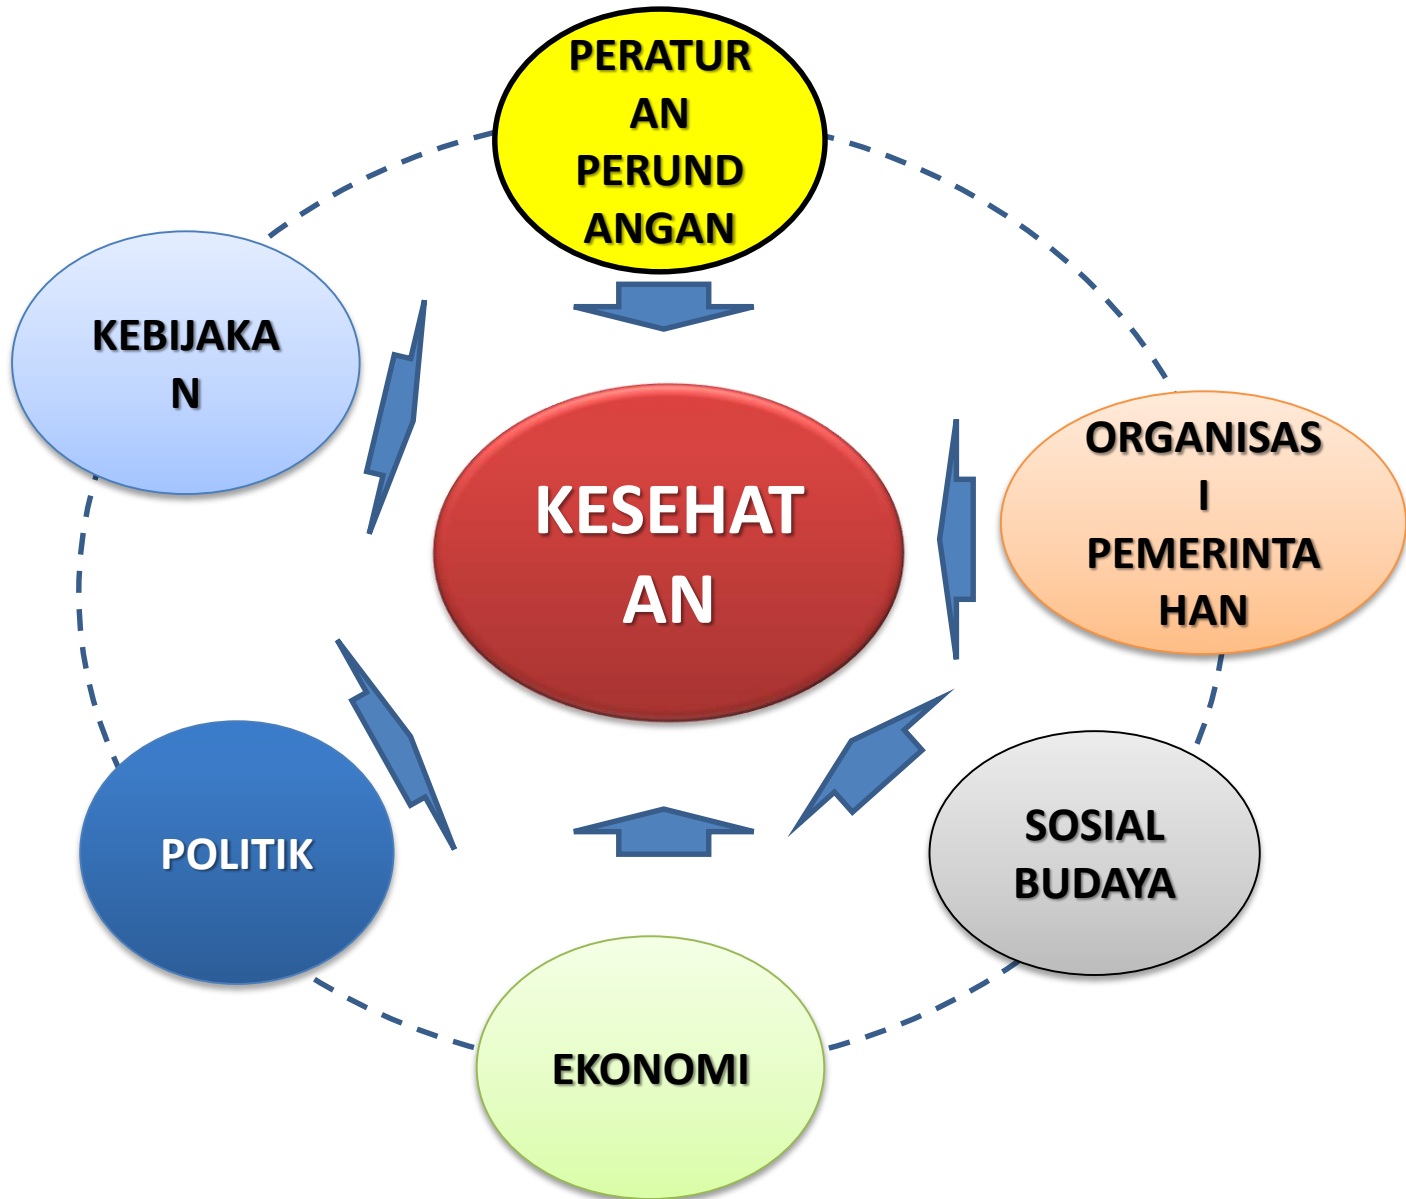 PERATUR
AN
PERUND
ANGAN
KEBIJAKA
N
ORGANISAS
I
PEMERINTA
HAN
KESEHAT
AN
SOSIAL
BUDAYA
POLITIK
EKONOMI